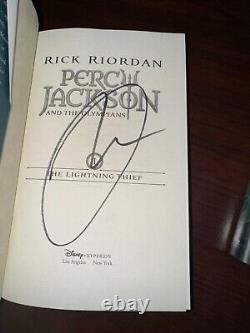 RICK RIORDAN
PERCY
JACKSON
AND THE OLYMPIANS
THE LIGHTNING THIEF
Disney • HYPERION
Los Angeles New York